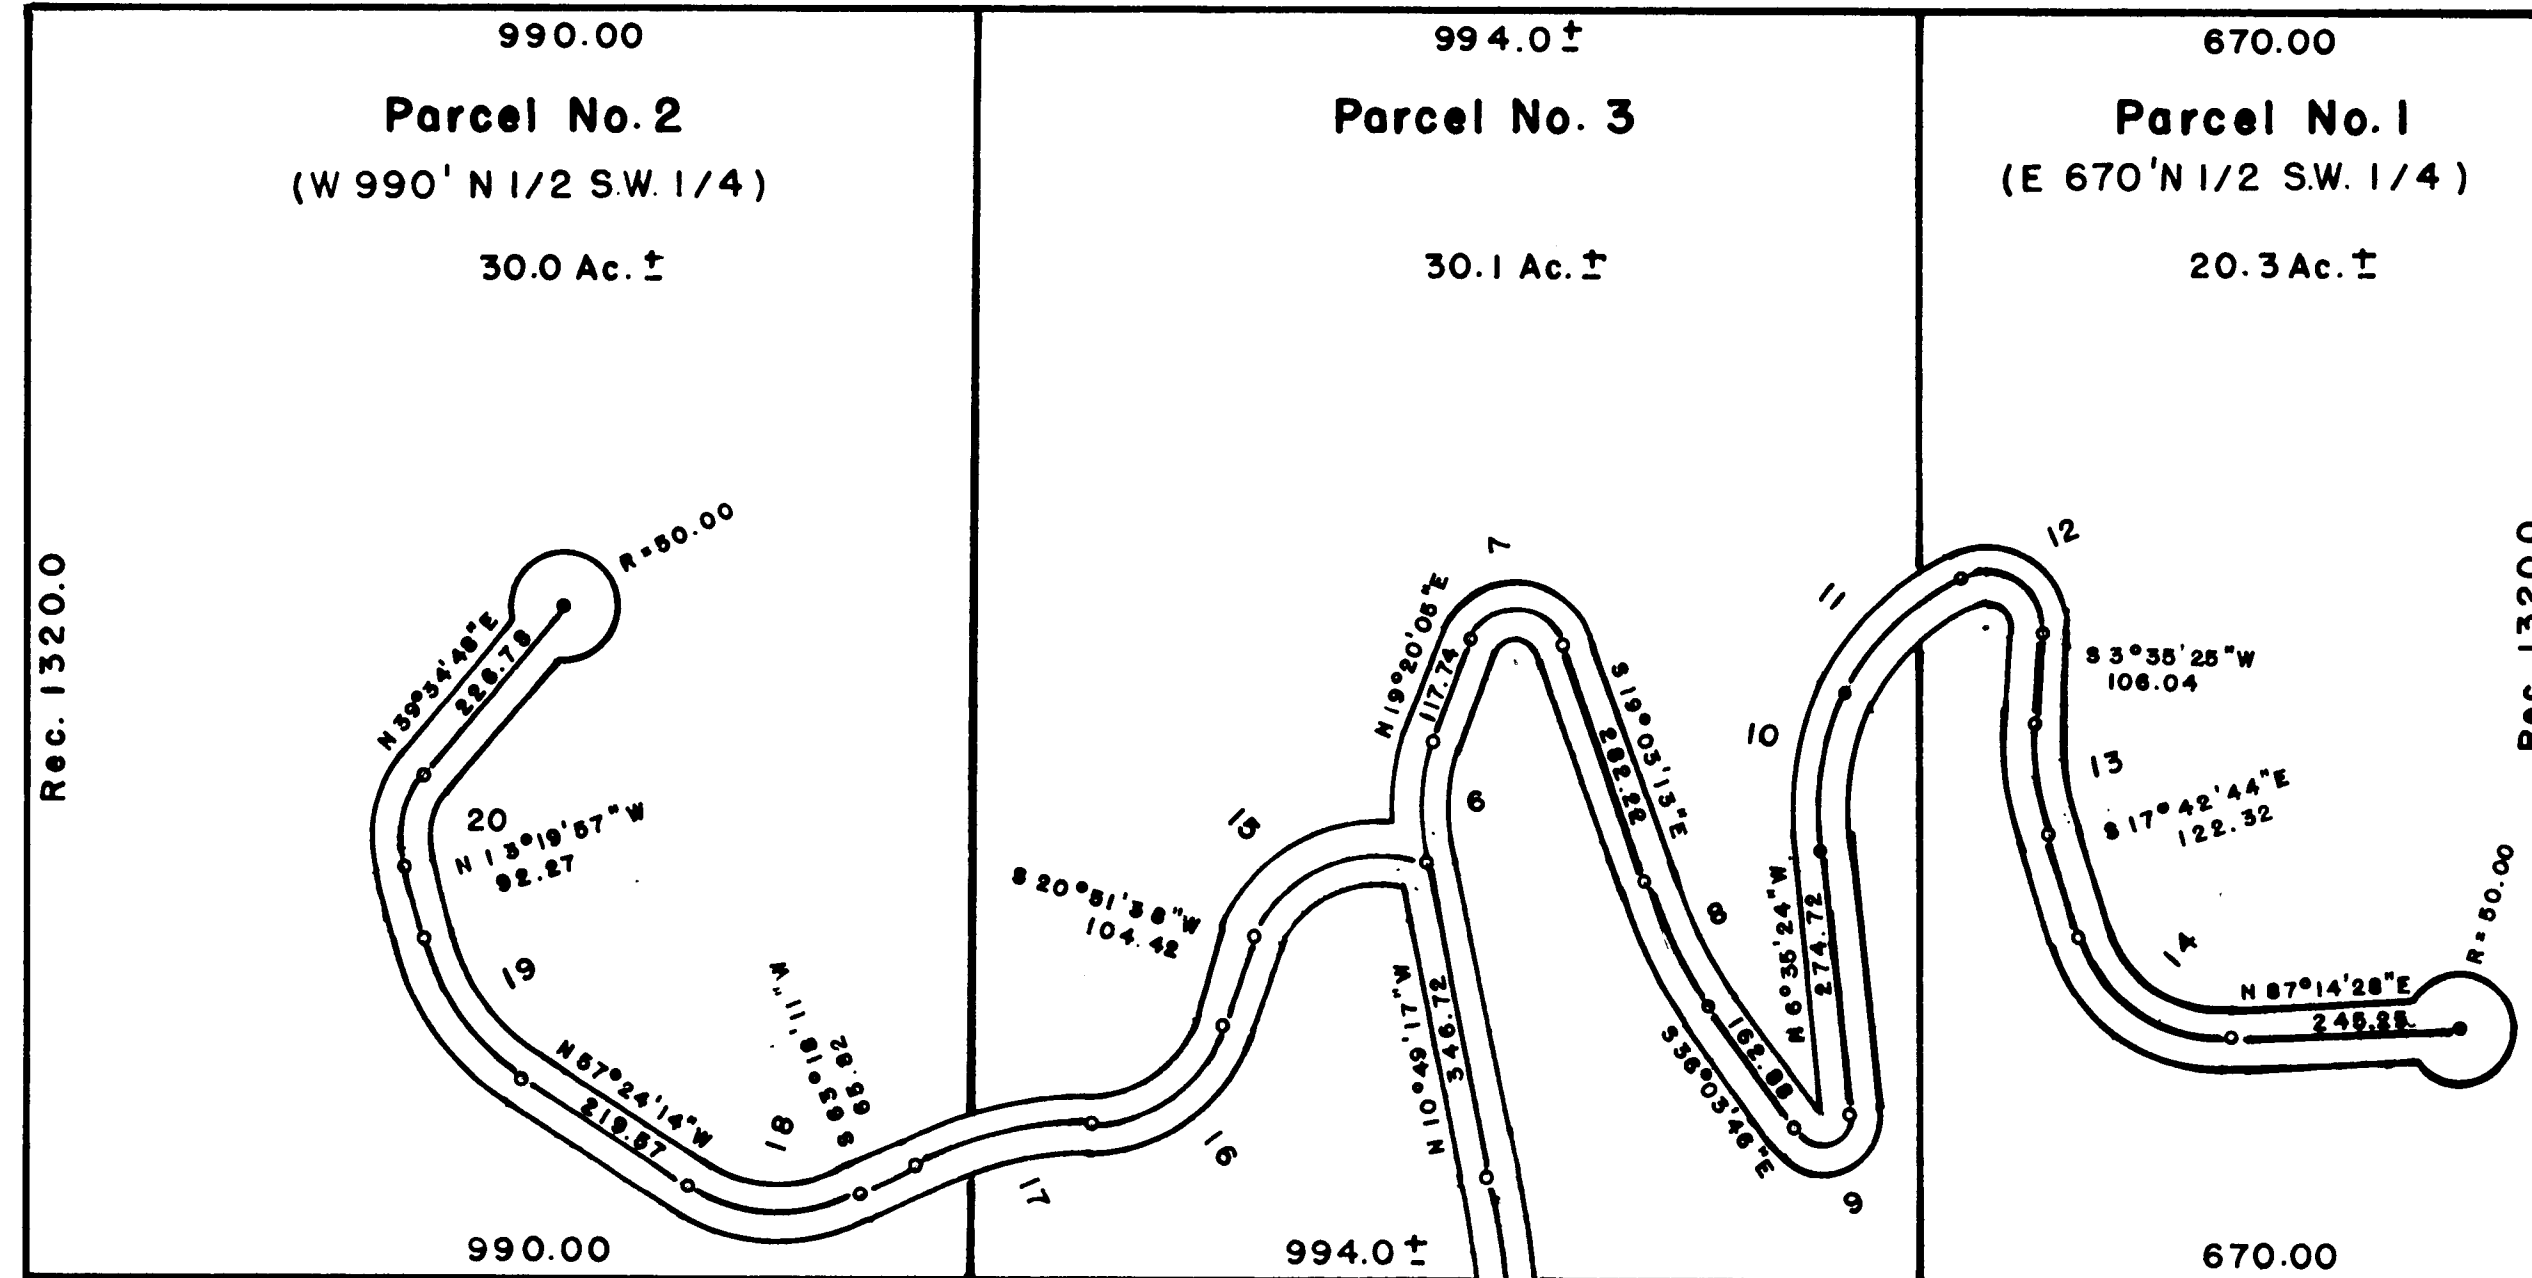 990.00
994.0±
670.00
Parcel No. 2
Parcel No. 3
Parcel No. 1
(W 990' N 1/2 S.W. 1/4)
(E 670' N 1/2 S.W. 1/4)
30.0 Ac. ±
30.1 Ac. ±
20.3 Ac. ±
Rec. 1320.0
Rec. 1320.0
R=50.00
N 39°34'48"E
226.78
20
N 13°19'57"W
92.27
19
N 57°24'14"W
219.57
18
S 63°18'11"W
65.82
17
16
15
S 20°51'38"W
104.42
7
N 19°20'05"E
117.74
6
N 10°49'17"W
346.72
S 19°03'13"E
282.22
8
S 36°03'46"E
162.88
9
N 6°35'24"W
274.72
10
11
12
S 3°35'25"W
106.04
13
S 17°42'44"E
122.32
14
N 87°14'28"E
245.25
R=50.00
990.00
994.0±
670.00